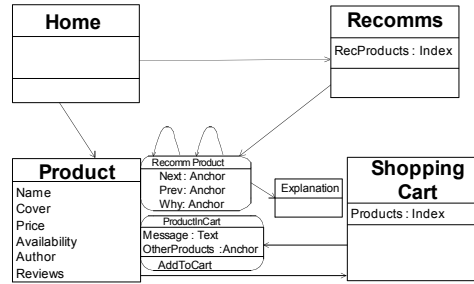 Home
Recomms
RecProducts : Index
Product
Name
Cover
Price
Availability
Author
Reviews
Recomm Product
Next : Anchor
Prev: Anchor
Why: Anchor
Explanation
ProductInCart
Message : Text
OtherProducts : Anchor
AddToCart
Shopping
Cart
Products : Index